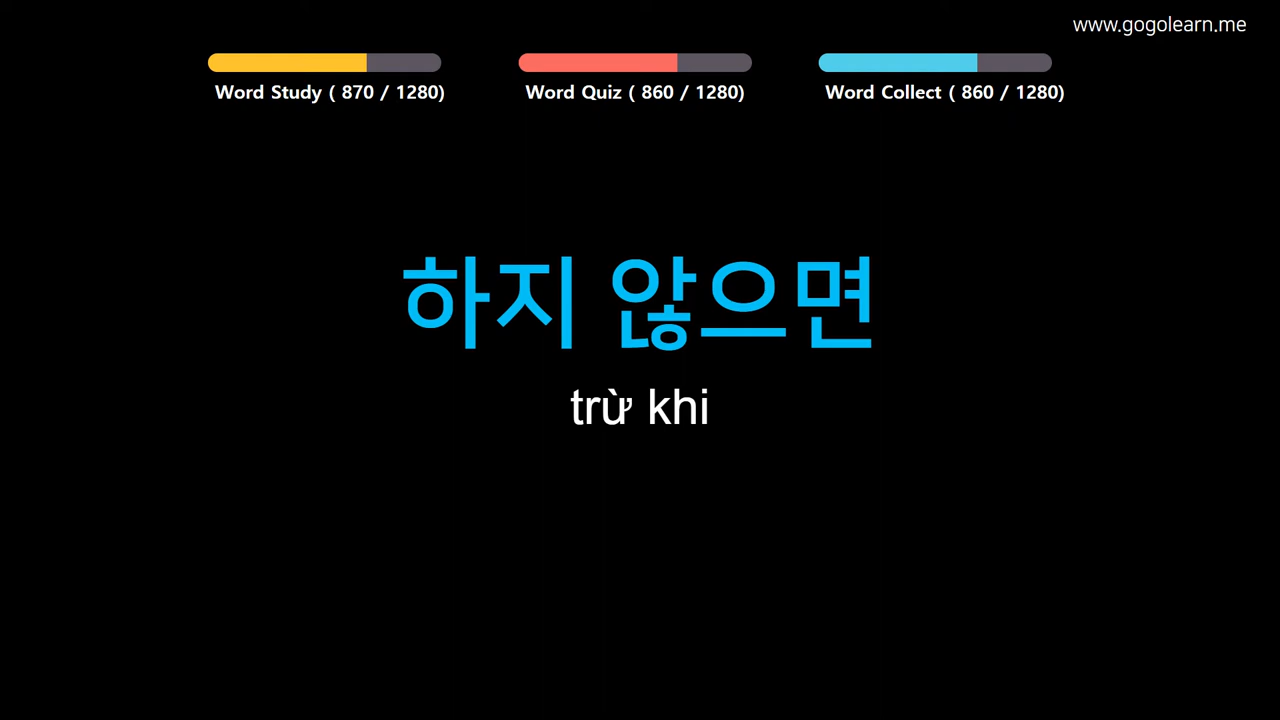 www.gogolearn.me
Word Study ( 870 / 1280)
Word Quiz ( 860 / 1280)
Word Collect ( 860 / 1280)
하지 않으면
trừ khi